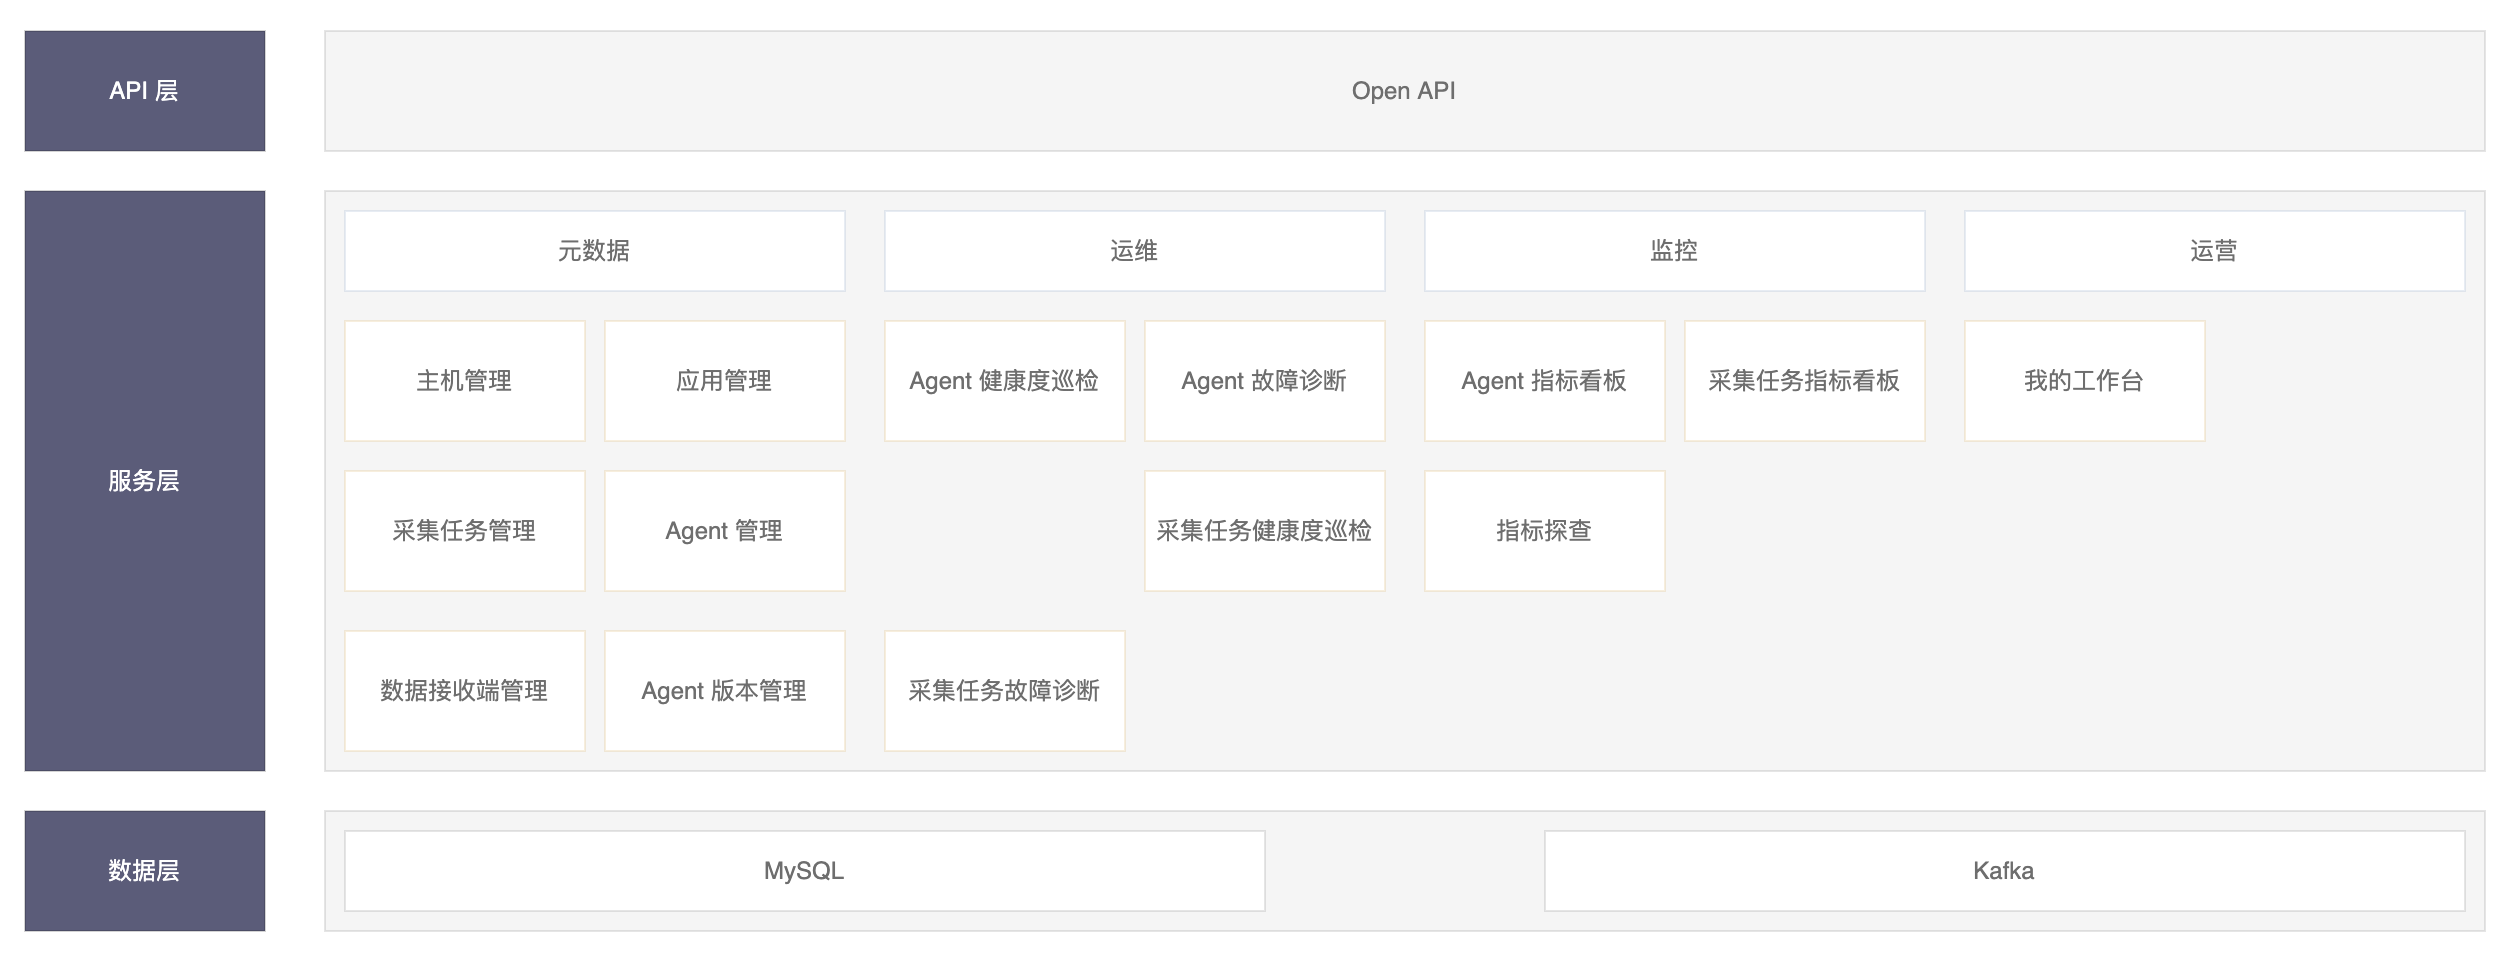 API 层
Open API
服务层
元数据
运维
监控
运营
主机管理
应用管理
Agent 健康度巡检
Agent 故障诊断
Agent 指标看板
采集任务指标看板
我的工作台
采集任务管理
Agent 管理
采集任务健康度巡检
指标探查
数据接收端管理
Agent 版本管理
采集任务故障诊断
数据层
MySQL
Kafka